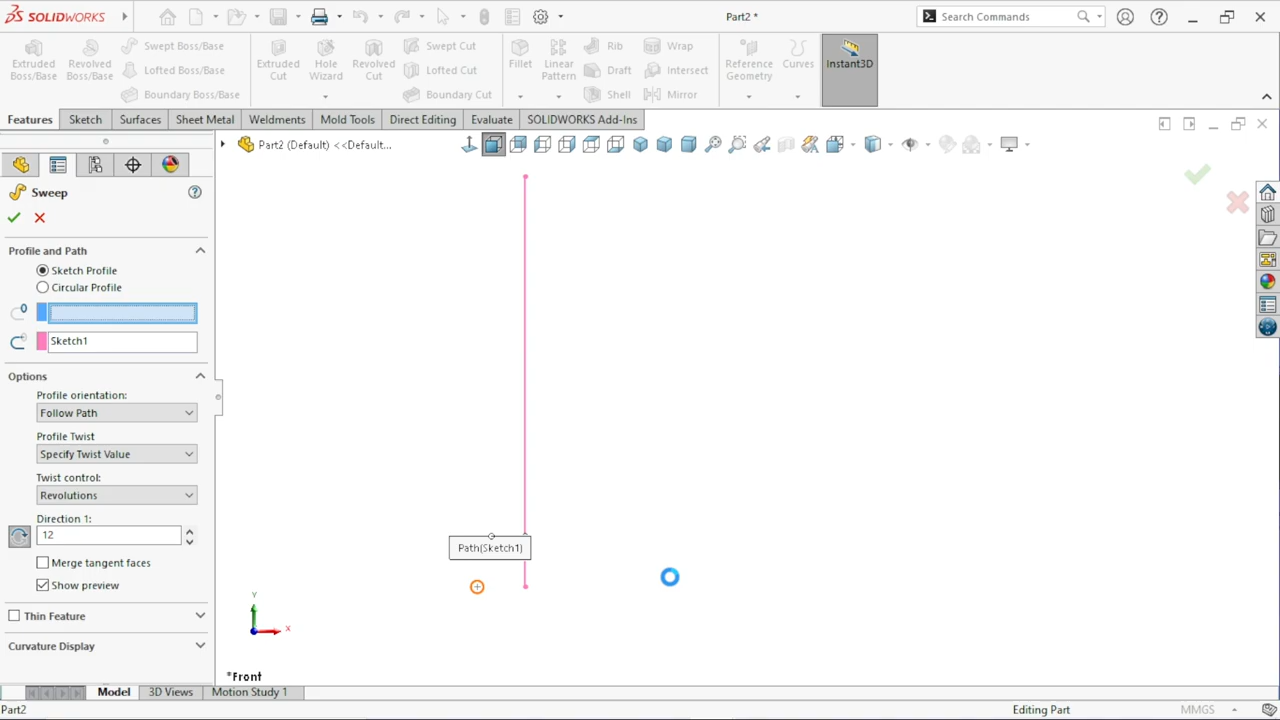 SOLIDWORKS
Part2 *
Search Commands
Extruded Boss/Base
Revolved Boss/Base
Swept Boss/Base
Lofted Boss/Base
Boundary Boss/Base
Extruded Cut
Hole Wizard
Revolved Cut
Swept Cut
Lofted Cut
Boundary Cut
Fillet
Linear Pattern
Rib
Draft
Shell
Wrap
Intersect
Mirror
Reference Geometry
Curves
Instant3D
Features
Sketch
Surfaces
Sheet Metal
Weldments
Mold Tools
Direct Editing
Evaluate
SOLIDWORKS Add-Ins
Part2 (Default) <<Default...
Sweep
Profile and Path
Sketch Profile
Circular Profile
Sketch1
Options
Profile orientation:
Follow Path
Profile Twist
Specify Twist Value
Twist control:
Revolutions
Direction 1:
12
Merge tangent faces
Show preview
Thin Feature
Curvature Display
Path(Sketch1)
Y
X
*Front
Model
3D Views
Motion Study 1
Part2
Editing Part
MMGS